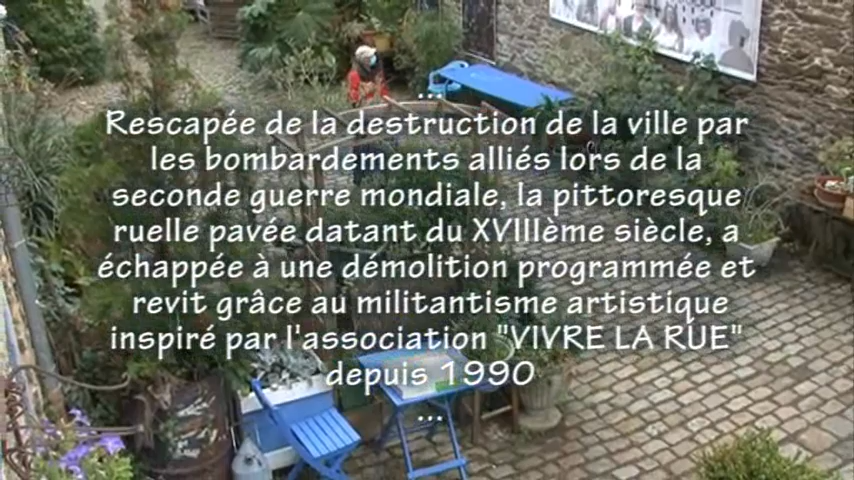 ...
Rescapée de la destruction de la ville par
les bombardements alliés lors de la
seconde guerre mondiale, la pittoresque
ruelle pavée datant du XVIIIème siècle, a
échappée à une démolition programmée et
revit grâce au militantisme artistique
inspiré par l'association "VIVRE LA RUE"
depuis 1990
...